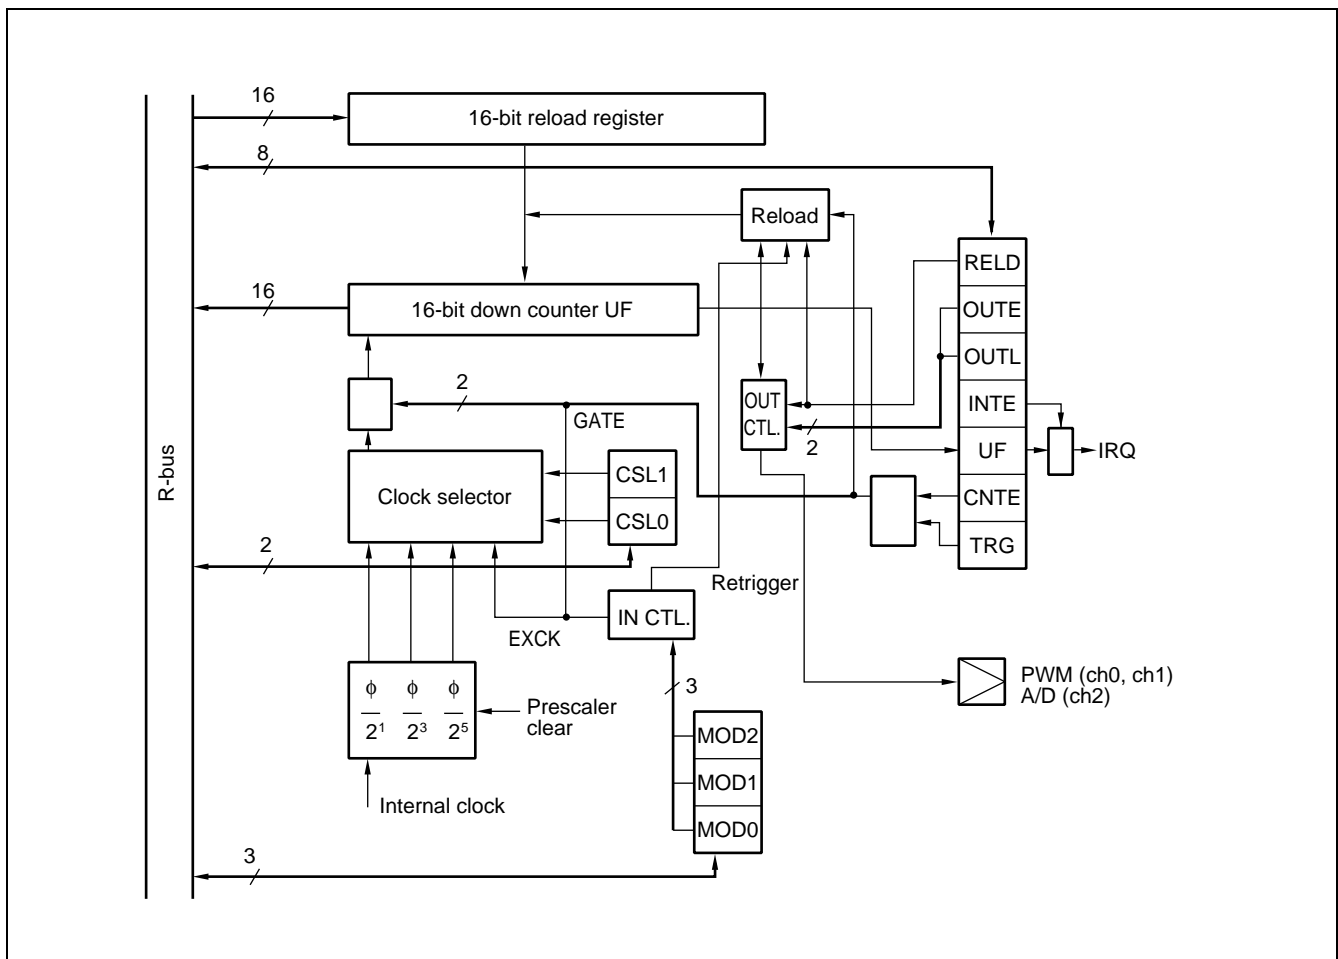 16
16-bit reload register
8
Reload
RELD
16
16-bit down counter UF
OUTE
OUTL
2
OUT
CTL.
INTE
GATE
2
UF
IRQ
R-bus
Clock selector
CSL1
CSL0
CNTE
TRG
2
Retrigger
IN CTL.
EXCK
3
PWM (ch0, ch1)
A/D (ch2)
ϕ ϕ ϕ
2¹ 2³ 2⁵
Prescaler
clear
MOD2
MOD1
MOD0
Internal clock
3